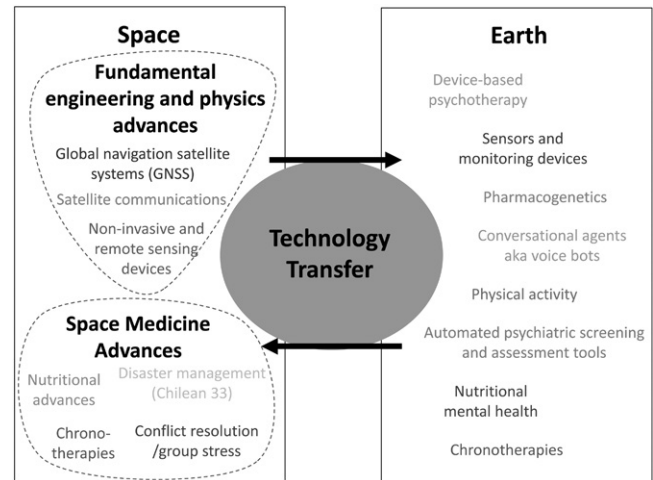 Space
Fundamental
engineering and physics
advances
Global navigation satellite
systems (GNSS)
Satellite communications
Non-invasive and
remote sensing
devices
Space Medicine
Advances
Nutritional
advances
Disaster management
(Chilean 33)
Chrono-
therapies
Conflict resolution
/group stress
Technology
Transfer
Earth
Device-based
psychotherapy
Sensors and
monitoring devices
Pharmacogenetics
Conversational agents
aka voice bots
Physical activity
Automated psychiatric screening
and assessment tools
Nutritional
mental health
Chronotherapies